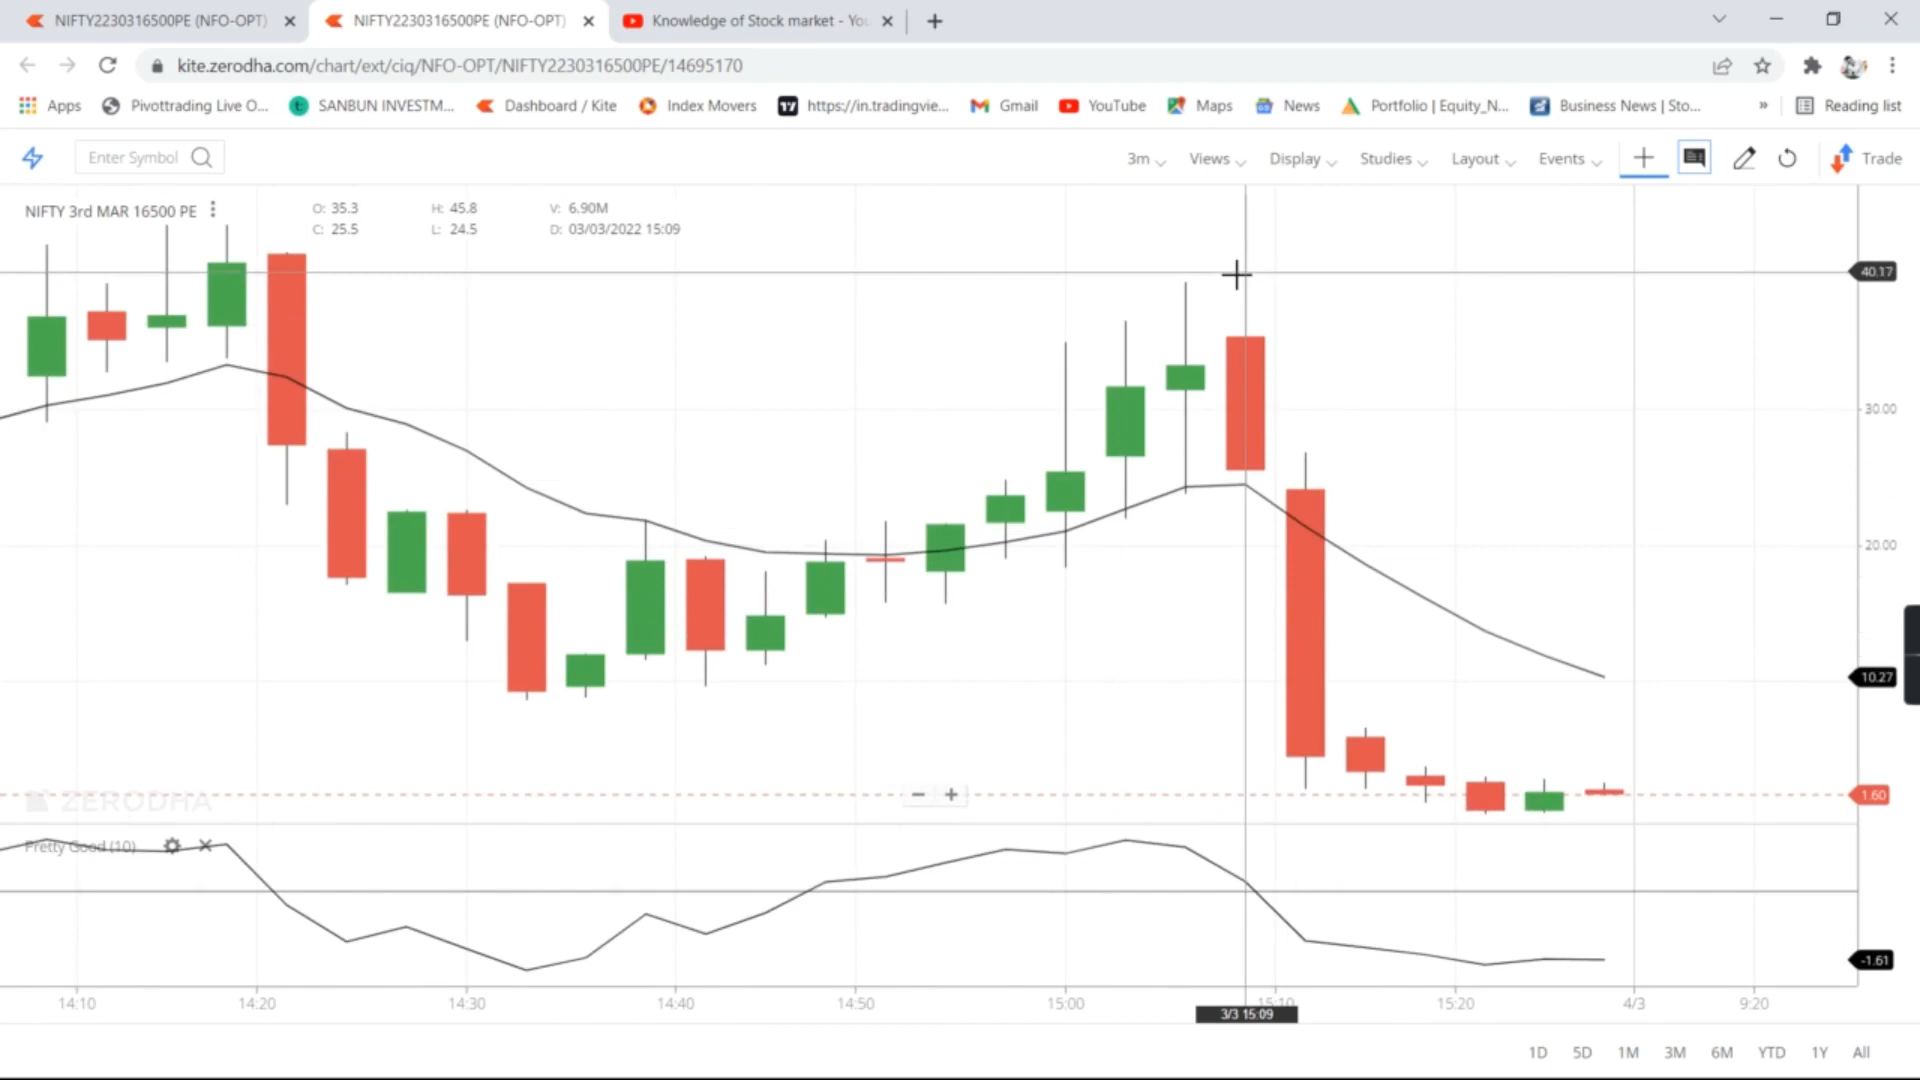 NIFTY2230316500PE (NFO-OPT)
NIFTY2230316500PE (NFO-OPT)
Knowledge of Stock market - You
kite.zerodha.com/chart/ext/ciq/NFO-OPT/NIFTY2230316500PE/14695170
Apps
Pivottrading Live O...
SANBUN INVESTM...
Dashboard / Kite
Index Movers
https://in.tradingvie...
Gmail
YouTube
Maps
News
Portfolio | Equity_N...
Business News | Sto...
»
Reading list
Enter Symbol
3m
Views
Display
Studies
Layout
Events
Trade
NIFTY 3rd MAR 16500 PE
O: 35.3
H: 45.8
V: 6.90M
C: 25.5
L: 24.5
D: 03/03/2022 15:09
40.17
30.00
20.00
10.27
ZERODHA
1.60
Pretty Good (10)
-1.61
14:10
14:20
14:30
14:40
14:50
15:00
15:10
15:20
4/3
9:20
3/3 15:09
1D
5D
1M
3M
6M
YTD
1Y
All